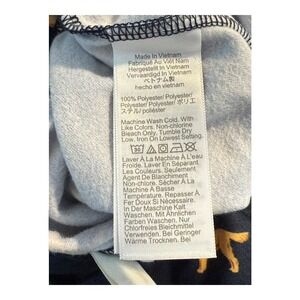 Made In Vietnam
Fabriqué Au Viêt Nam
Hergestellt In Vietnam
Vervaardigd In Vietnam
ベトナム製
hecho en vietnam
100% Polyester/Polyester/
Polyester/Polyester/ポリエ
ステル/poliéster
Machine Wash Cold. With
Like Colors. Non-chlorine
Bleach Only. Tumble Dry
Low. Iron On Lowest Setting.
Laver À La Machine À L'eau
Froide. Laver En Séparant
Les Couleurs. Seulement
Agent De Blanchiment
Non-chlore. Sécher À La
Machine À Basse
Température. Repasser À
Fer Doux Si Nécessaire.
In Der Maschine Kalt
Waschen. Mit Ähnlichen
Farben Waschen. Nur
Chlorfreies Bleichmittel
Verwenden. Bei Geringer
Wärme Trocknen. Bei